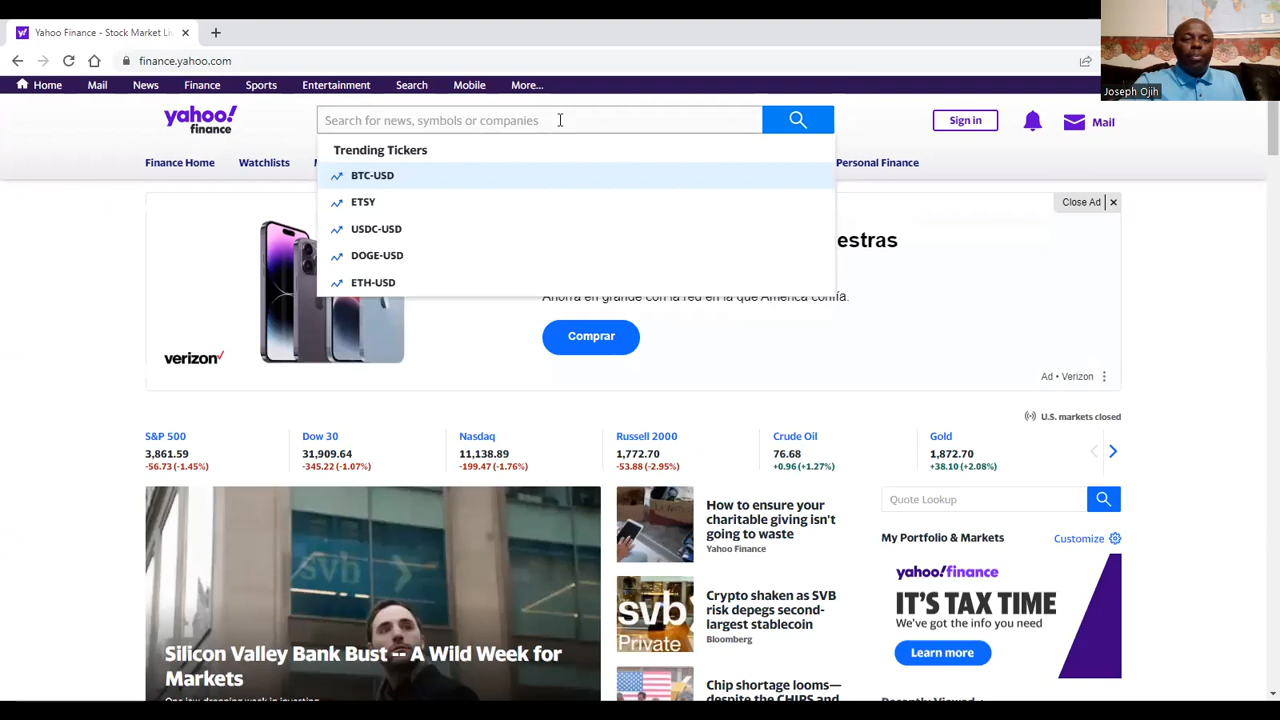 Yahoo Finance - Stock Market Li
finance.yahoo.com
Joseph Ojih
Home Mail News Finance Sports Entertainment Search Mobile More...
yahoo!
finance
Search for news, symbols or companies
Sign in
Mail
Finance Home Watchlists
Personal Finance
Trending Tickers
BTC-USD
ETSY
USDC-USD
DOGE-USD
ETH-USD
Close Ad
estras
Ahora en grande con la red en la que América confía.
Comprar
verizon
Ad • Verizon
U.S. markets closed
S&P 500
3,861.59
-56.73 (-1.45%)
Dow 30
31,909.64
-345.22 (-1.07%)
Nasdaq
11,138.89
-199.47 (-1.76%)
Russell 2000
1,772.70
-53.88 (-2.95%)
Crude Oil
76.68
+0.96 (+1.27%)
Gold
1,872.70
+38.10 (+2.08%)
svb
Silicon Valley Bank Bust -- A Wild Week for
Markets
How to ensure your
charitable giving isn't
going to waste
Yahoo Finance
svb
Private
Crypto shaken as SVB
risk depegs second-
largest stablecoin
Bloomberg
Chip shortage looms—
despite the CHIPS and
Quote Lookup
My Portfolio & Markets
Customize
yahoo!finance
IT'S TAX TIME
We've got the info you
need
Learn more
Recently Viewed